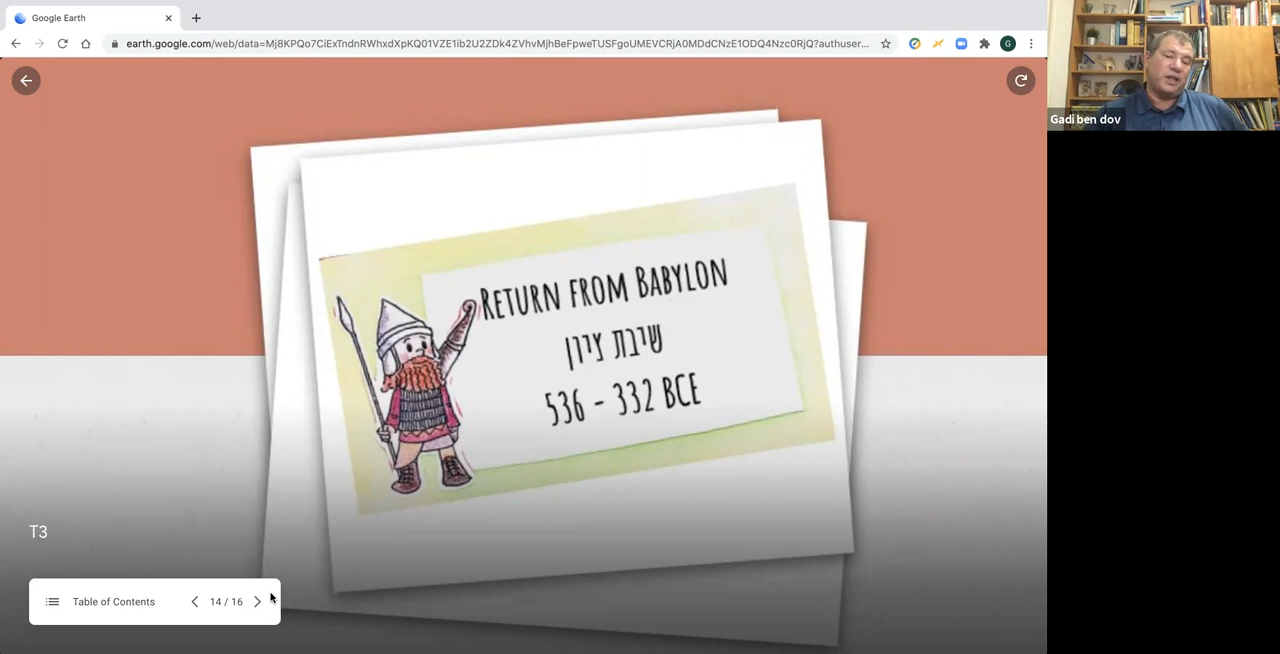 Google Earth
earth.google.com/web/data=Mj8KPQo7CiExTndnRWhxdXpKQ01VZE1ib2U2ZDk4ZVhvMjhBeFpweTUSFgoUMEVCRjA0MDdCNzE1ODQ4Nzc0RjQ?authuser...
G
Gadi ben dov
Return from Babylon
שיבת ציון
536 - 332 BCE
T3
Table of Contents
14 / 16